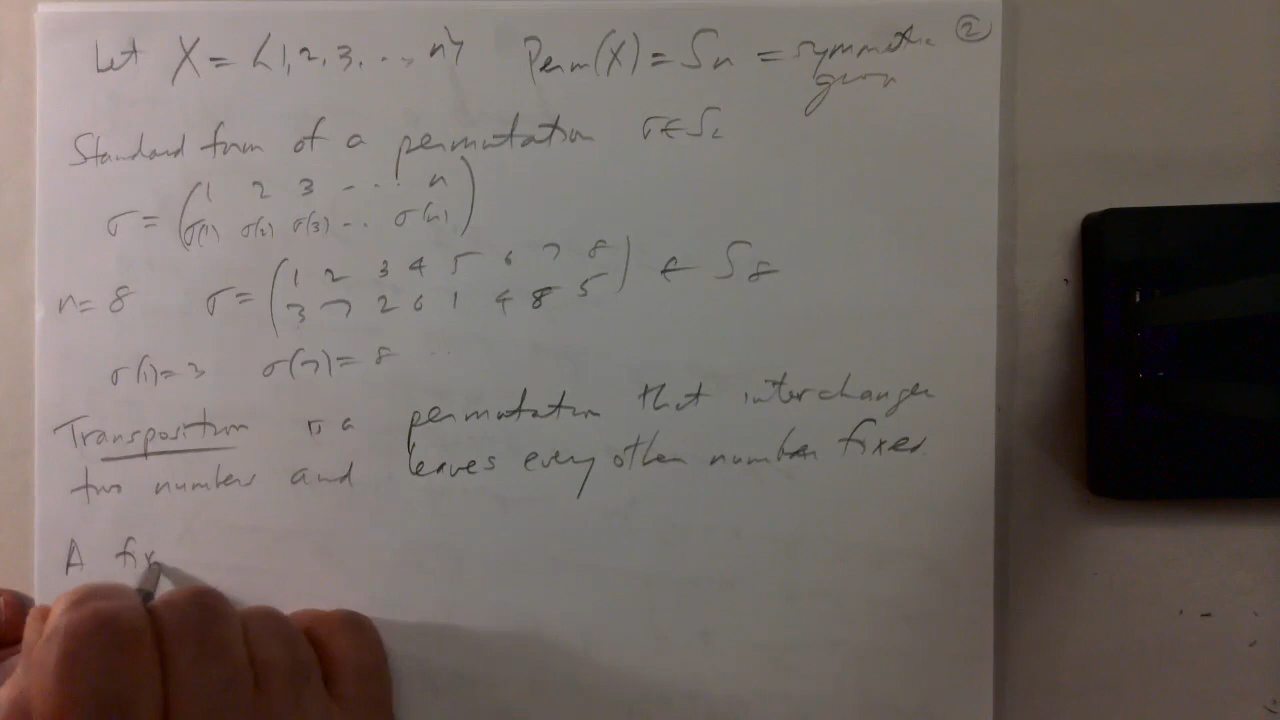 Let X = {1, 2, 3, ..., n} Perm(X) = Sn = symmetric ②
group
Standard form of a permutation σ ∈ Sn
σ = ( 1 2 3 - - . n )
( σ(1) σ(2) σ(3) - .. σ(n) )
n = 8 σ = ( 1 2 3 4 5 6 7 8 ) ∈ S8
( 3 7 2 6 1 4 8 5 )
σ(1) = 3 σ(7) = 8 ..
Transposition is a permutation that interchanges
two numbers and leaves every other number fixed.
A fix